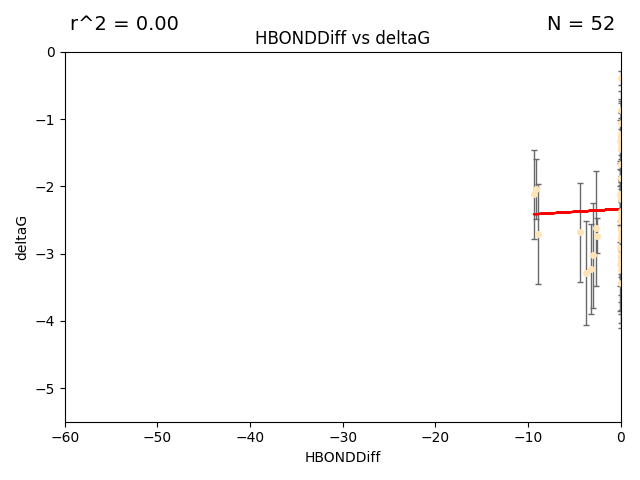 r^2 = 0.00
N = 52
HBONDDiff vs deltaG
deltaG
0
−1
−2
−3
−4
−5
−60
−50
−40
−30
−20
−10
0
HBONDDiff